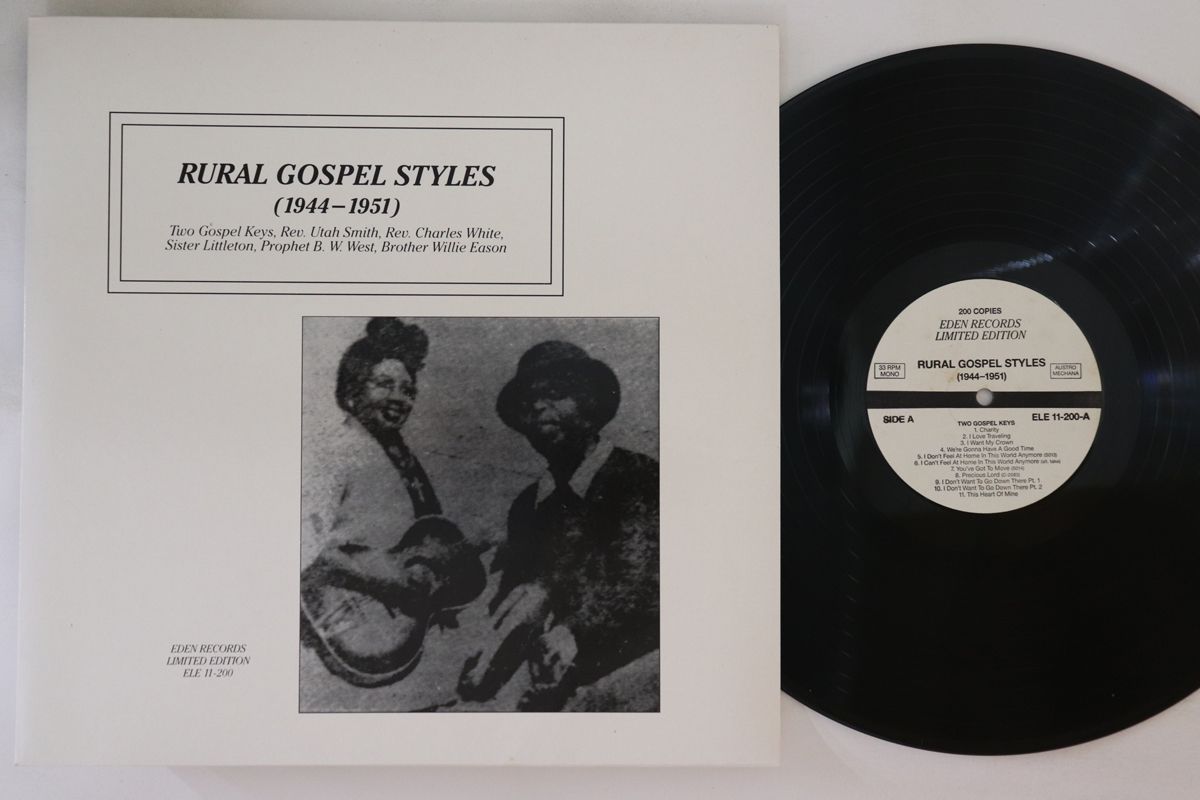 RURAL GOSPEL STYLES
(1944–1951)
Two Gospel Keys, Rev. Utah Smith, Rev. Charles White,
Sister Littleton, Prophet B. W. West, Brother Willie Eason
EDEN RECORDS
LIMITED EDITION
ELE 11-200
200 COPIES
EDEN RECORDS
LIMITED EDITION
RURAL GOSPEL STYLES
(1944–1951)
33 RPM
MONO
AUSTRO
MECHANA
SIDE A
ELE 11-200-A
TWO GOSPEL KEYS
1. Charity
2. I Love Traveling
3. I Want My Crown
4. We're Gonna Have A Good Time
5. I Don't Feel At Home In This World Anymore
6. I Can't Feel At Home In This World Anymore
7. You've Got To Move
8. Precious Lord
9. I Don't Want To Go Down There Pt. 1
10. I Don't Want To Go Down There Pt. 2
11. This Heart Of Mine